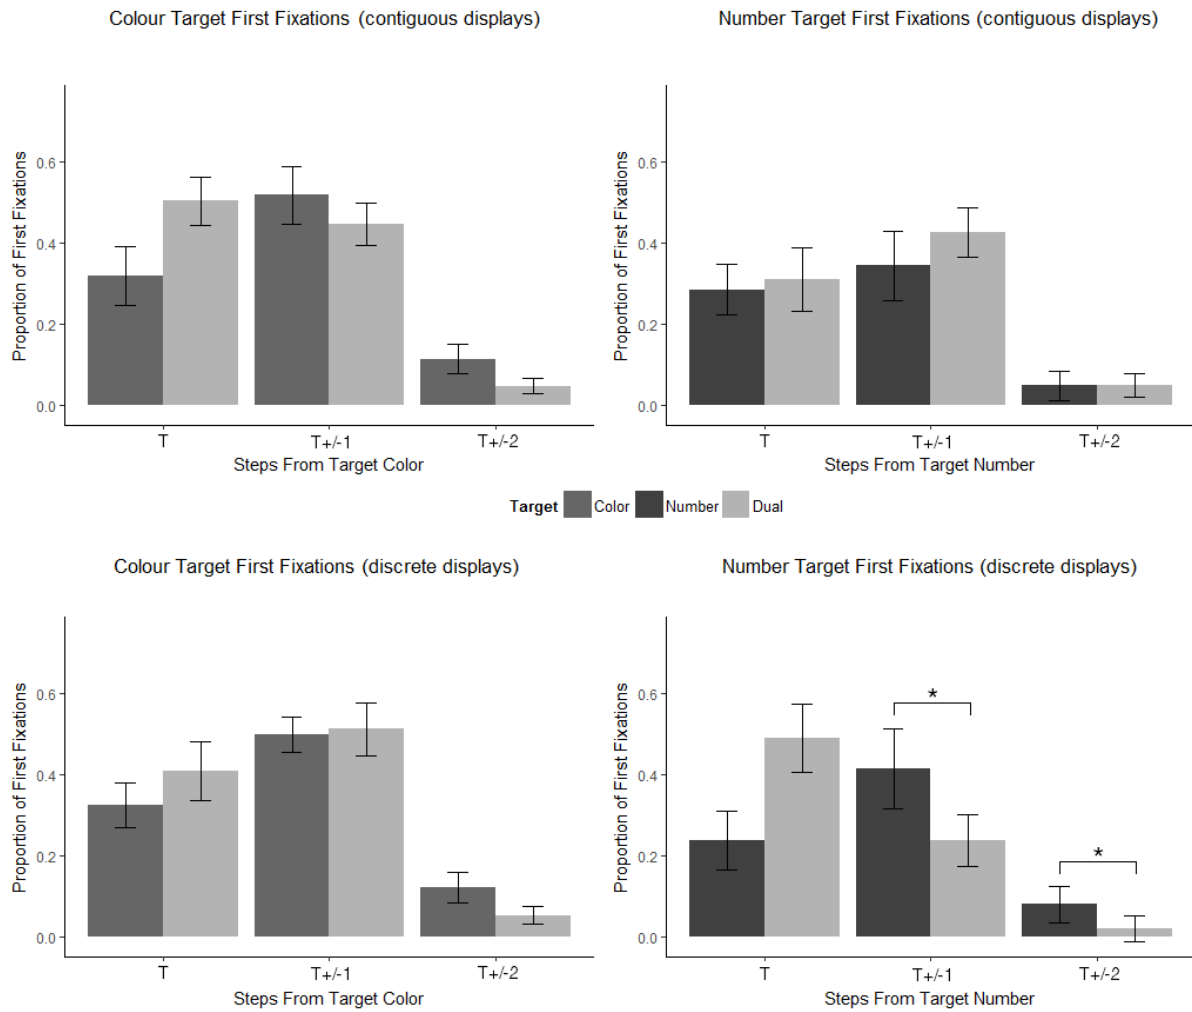 Colour Target First Fixations (contiguous displays)
Number Target First Fixations (contiguous displays)
Proportion of First Fixations
0.6
0.4
0.2
0.0
T
T+/-1
T+/-2
Steps From Target Color
Proportion of First Fixations
0.6
0.4
0.2
0.0
T
T+/-1
T+/-2
Steps From Target Number
Target Color Number Dual
Colour Target First Fixations (discrete displays)
Number Target First Fixations (discrete displays)
Proportion of First Fixations
0.6
0.4
0.2
0.0
T
T+/-1
T+/-2
Steps From Target Color
Proportion of First Fixations
0.6
0.4
0.2
0.0
*
*
T
T+/-1
T+/-2
Steps From Target Number